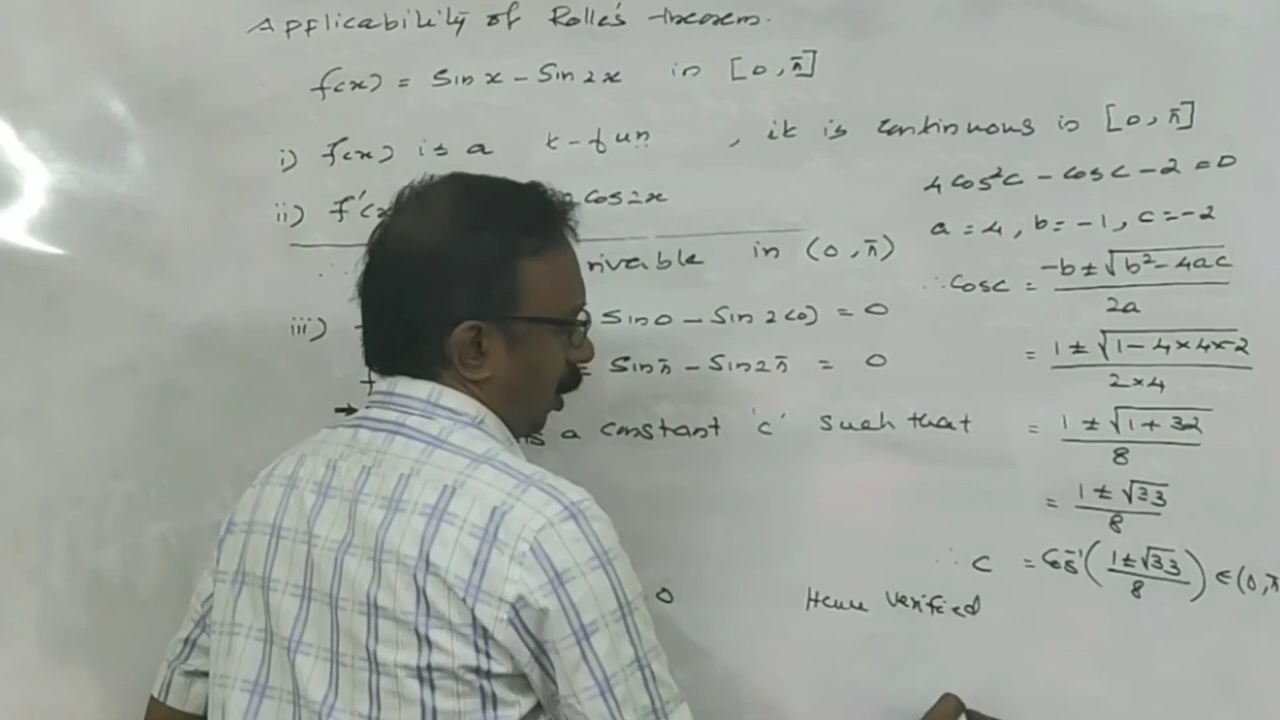 Applicability of Rolle's theorem.
f(x) = Sin x - Sin 2x in [0, π]
i) f(x) is a t-fun, it is continuous in [0, π]
ii) f'(x Cos2x
rivable in (0, π)
iii) Sin0 - Sin 2(0) = 0
= Sinπ - Sin2π = 0
is a constant 'c' such that
0
4 Cos²c - Cosc - 2 = 0
a = 4, b = -1, c = -2
∴ Cosc = (-b ± √(b² - 4ac)) / 2a
= (1 ± √(1 - 4×4×-2)) / 2×4
= (1 ± √(1 + 32)) / 8
= (1 ± √33) / 8
∴ c = Cos⁻¹((1 ± √33) / 8) ∈ (0, π
Hence Verified